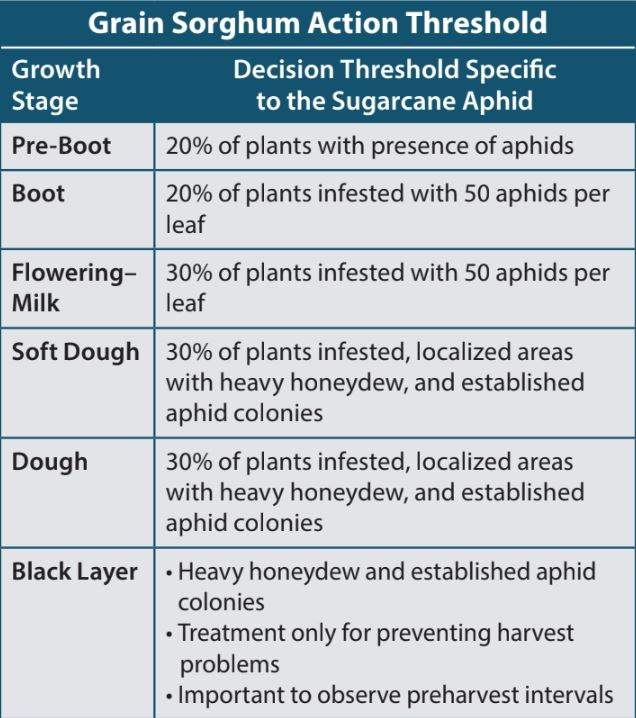 Grain Sorghum Action Threshold
Growth
Stage
Decision Threshold Specific
to the Sugarcane Aphid
Pre-Boot
20% of plants with presence of aphids
Boot
20% of plants infested with 50 aphids per
leaf
Flowering–
Milk
30% of plants infested with 50 aphids per
leaf
Soft Dough
30% of plants infested, localized areas
with heavy honeydew, and established
aphid colonies
Dough
30% of plants infested, localized areas
with heavy honeydew, and established
aphid colonies
Black Layer
• Heavy honeydew and established aphid
colonies
• Treatment only for preventing harvest
problems
• Important to observe preharvest intervals